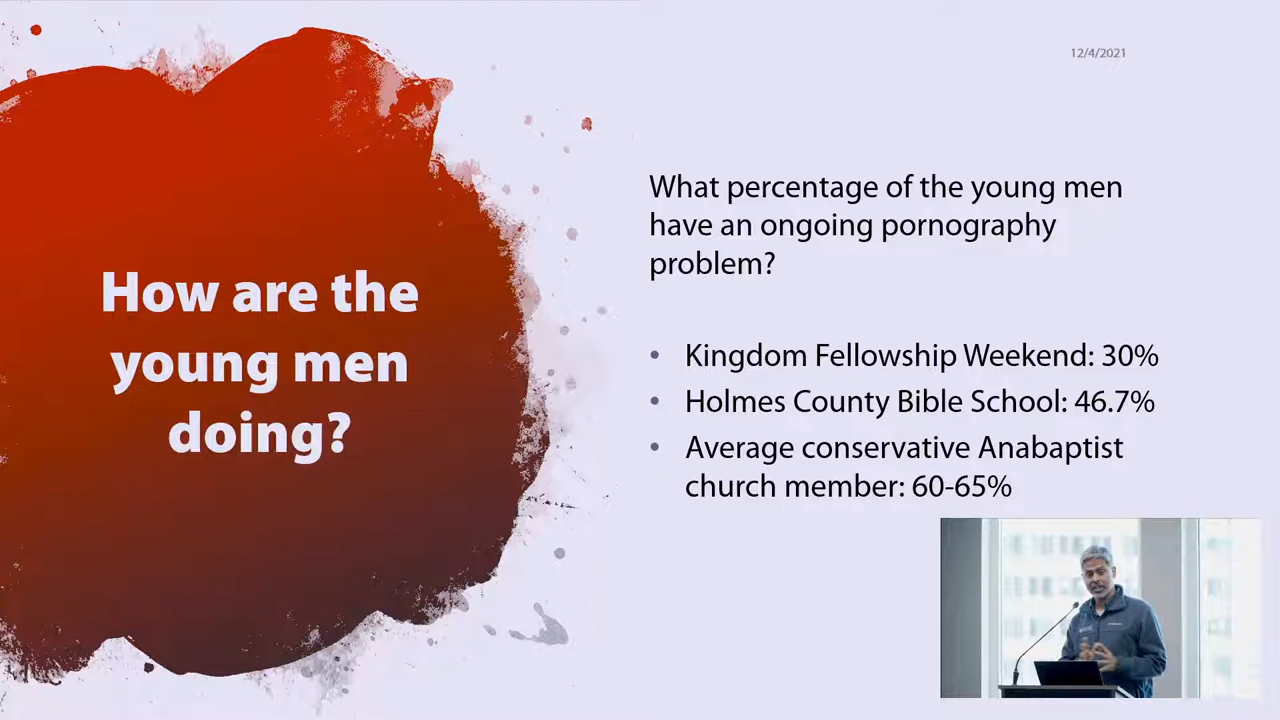 12/4/2021
How are the
young men
doing?
What percentage of the young men
have an ongoing pornography
problem?
• Kingdom Fellowship Weekend: 30%
• Holmes County Bible School: 46.7%
• Average conservative Anabaptist
church member: 60-65%